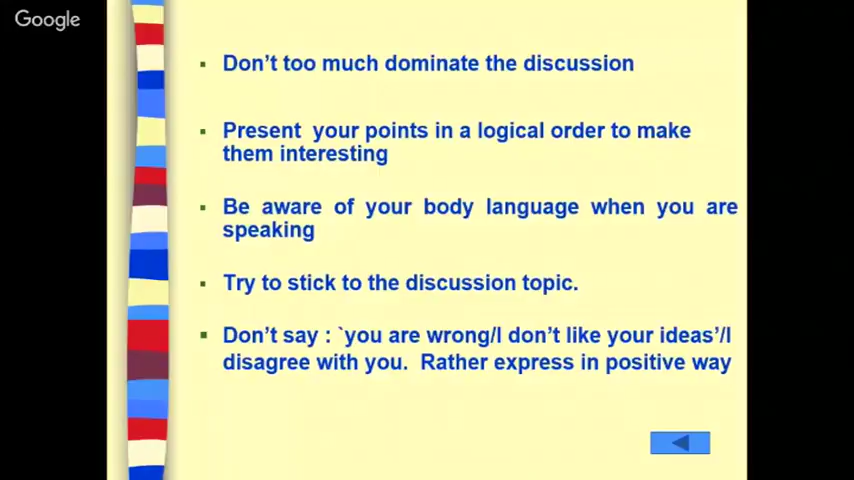 Google
Don't too much dominate the discussion
Present your points in a logical order to make
them interesting
Be aware of your body language when you are
speaking
Try to stick to the discussion topic.
Don't say : `you are wrong/I don't like your ideas'/I
disagree with you. Rather express in positive way